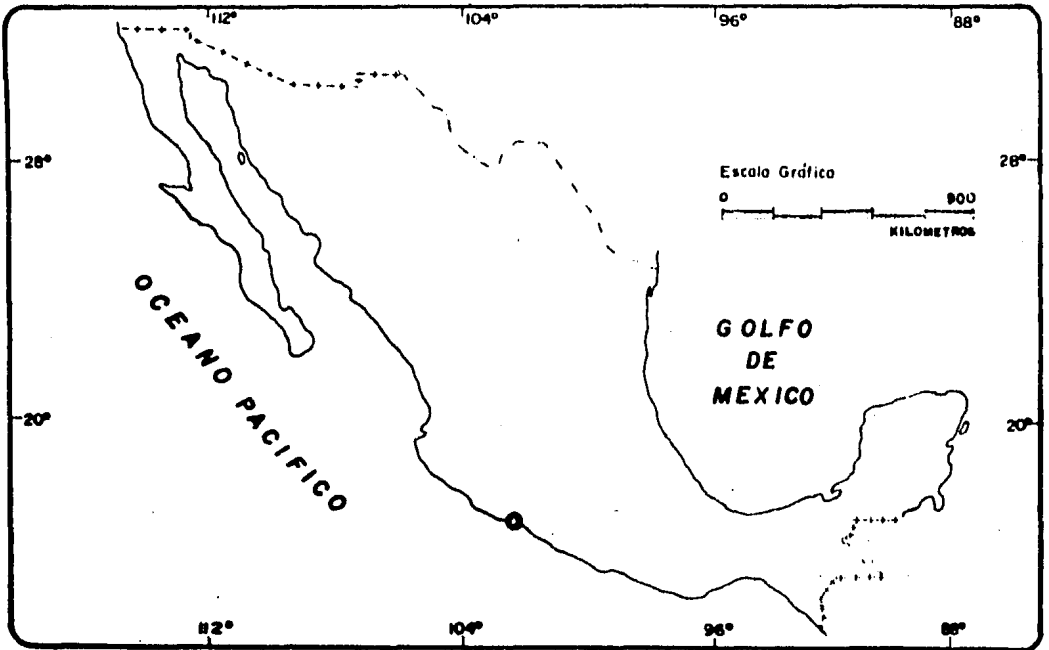 112°
104°
96°
88°
28°
28°
Escala Gráfica
0 900
KILOMETROS
OCEANO PACIFICO
GOLFO
DE
MEXICO
20°
20°
112°
104°
96°
88°